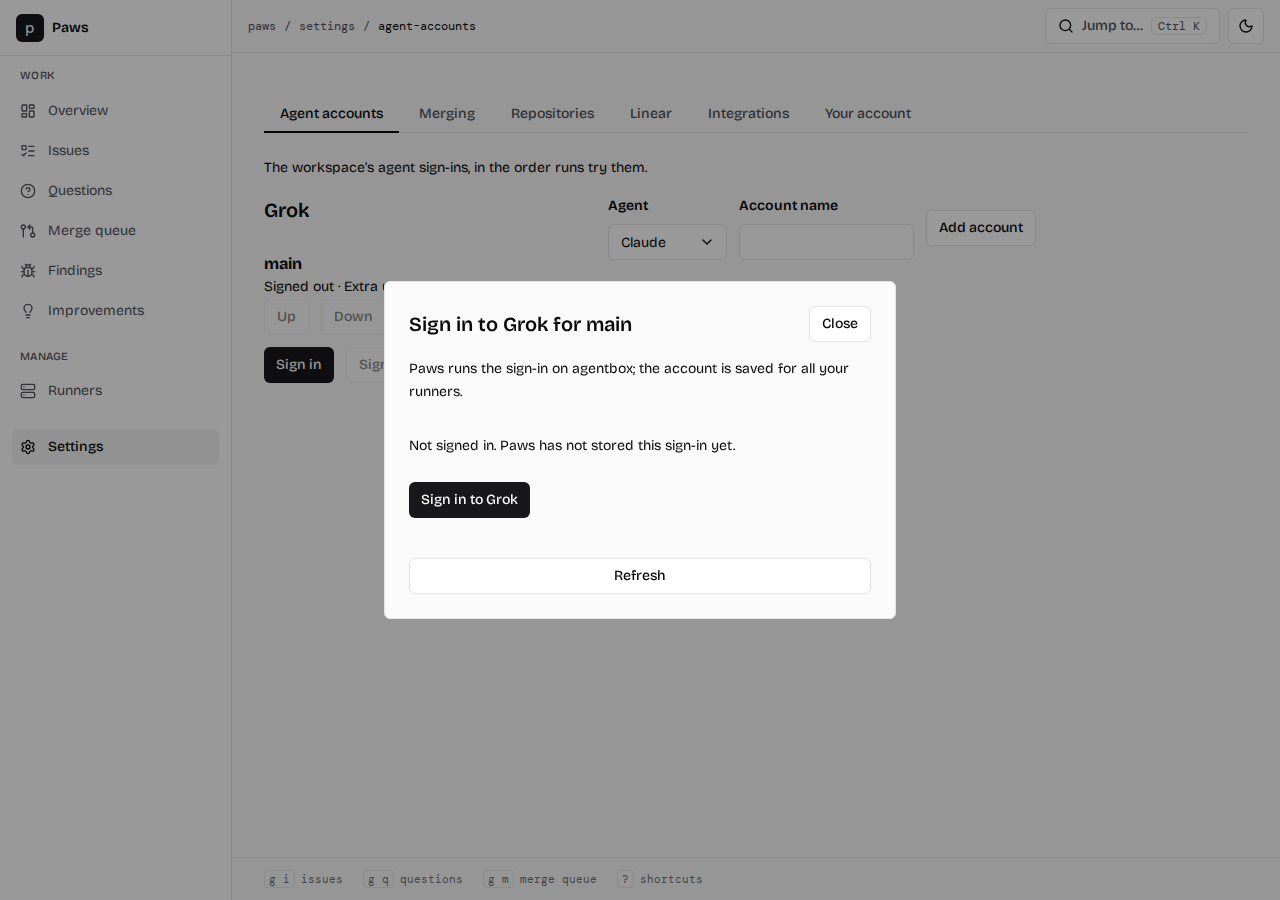 p Paws
WORK
Overview
Issues
Questions
Merge queue
Findings
Improvements
MANAGE
Runners
Settings
paws / settings / agent-accounts
Jump to... Ctrl K
Agent accounts Merging Repositories Linear Integrations Your account
The workspace's agent sign-ins, in the order runs try them.
Grok
Agent Account name
Claude
Add account
main
Signed out · Extra
Up Down
Sign in
Sign in to Grok for main
Close
Paws runs the sign-in on agentbox; the account is saved for all your
runners.
Not signed in. Paws has not stored this sign-in yet.
Sign in to Grok
Refresh
g i issues g q questions g m merge queue ? shortcuts